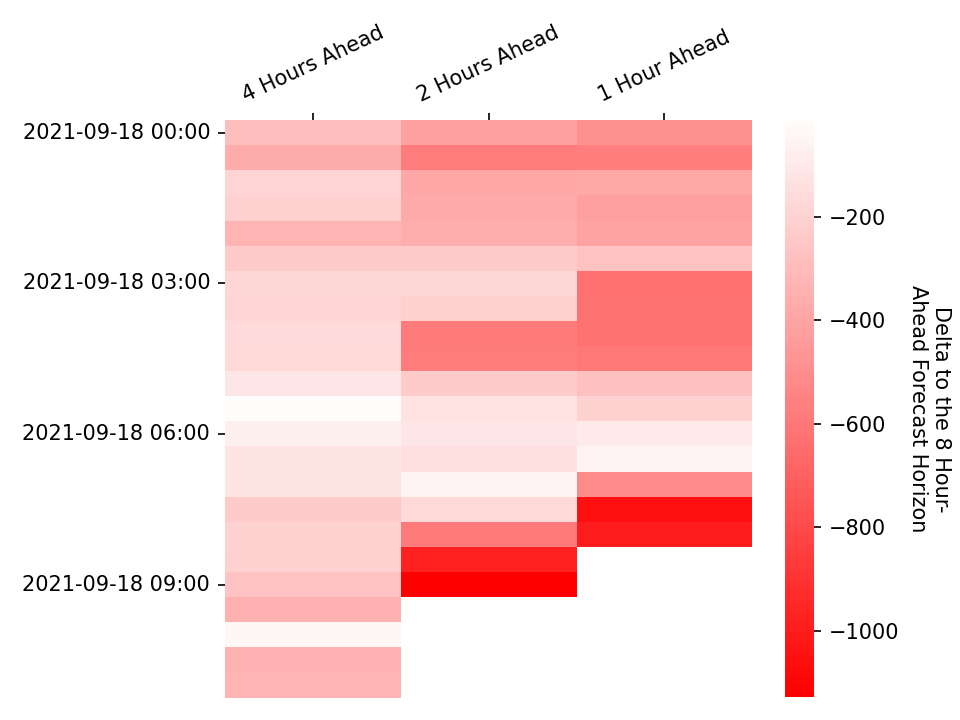 4 Hours Ahead
2 Hours Ahead
1 Hour Ahead
2021-09-18 00:00
2021-09-18 03:00
2021-09-18 06:00
2021-09-18 09:00
−200
−400
−600
−800
−1000
Delta to the 8 Hour-
Ahead Forecast Horizon